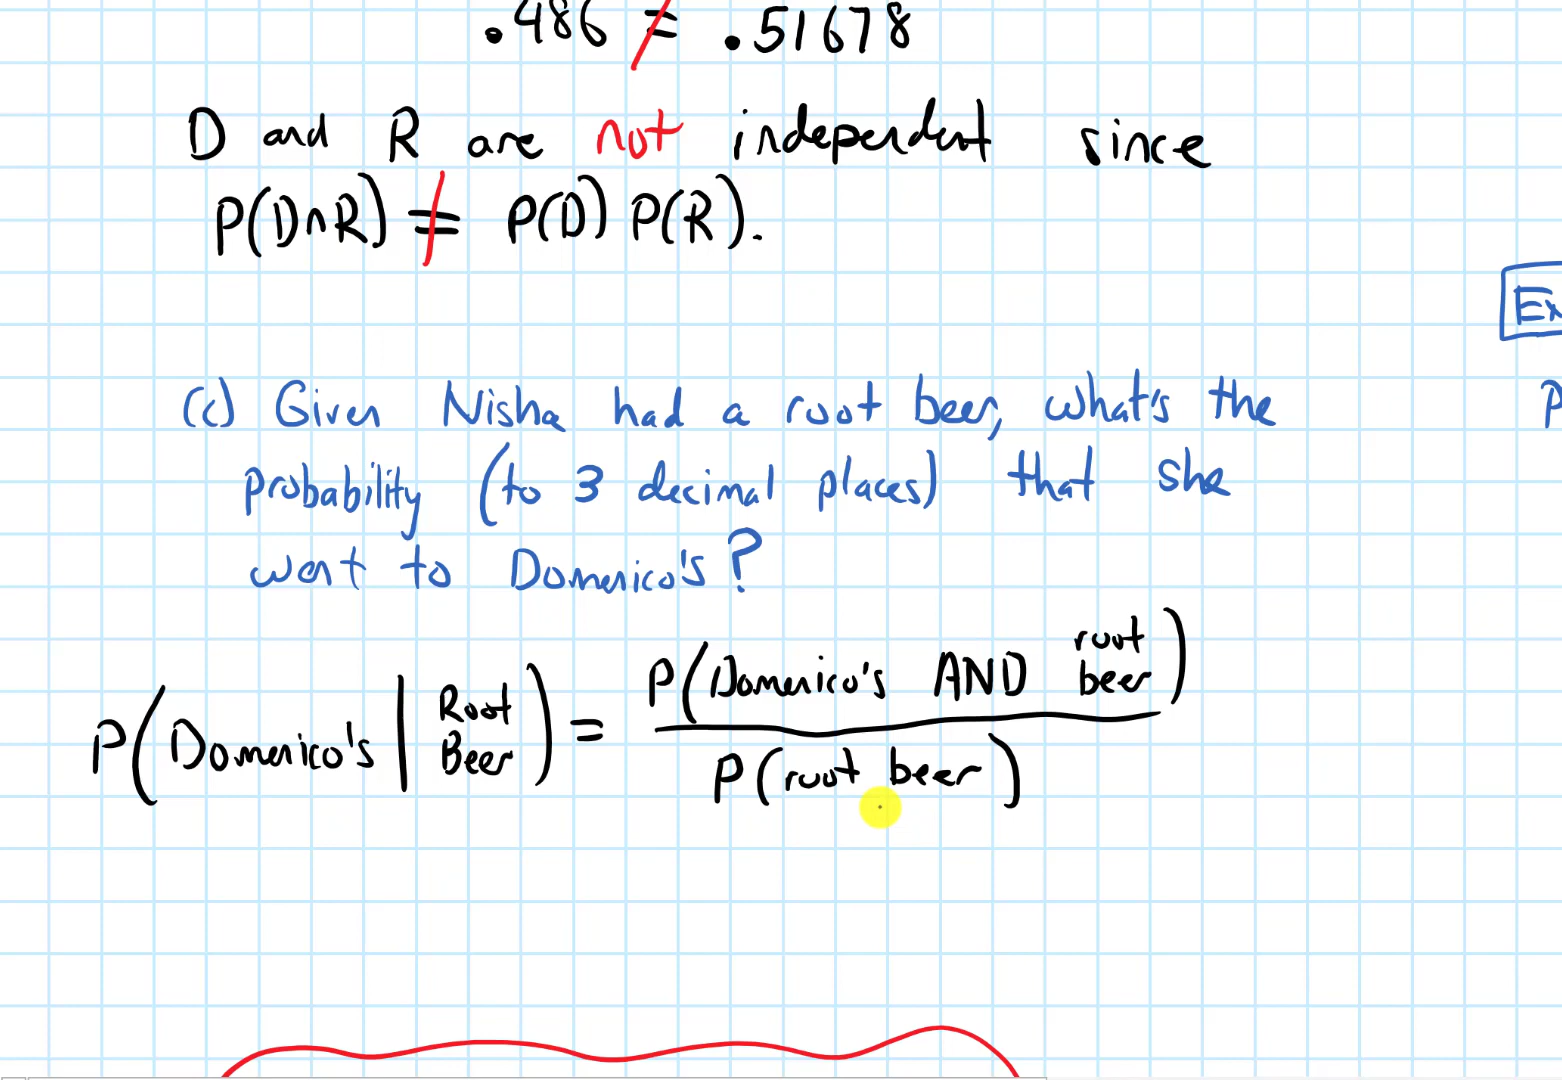 .486 ≠ .51678
D and R are not independent since
P(D∩R) ≠ P(D) P(R).
Ex
(c) Given Nisha had a root beer, what's the
P
probability (to 3 decimal places) that she
went to Domenico's?
P(Domenico's | Root Beer) = P(Domenico's AND root beer)
P(root beer)